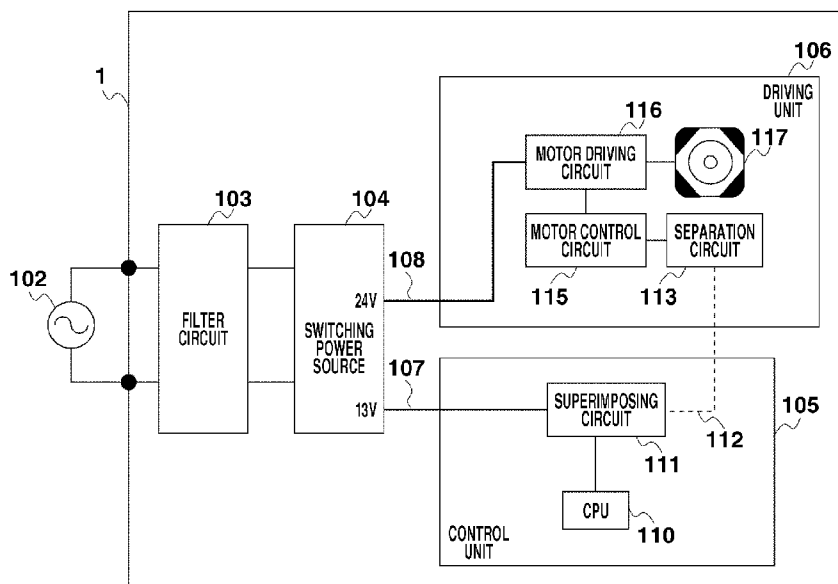 1
106
DRIVING
UNIT
116
MOTOR DRIVING
CIRCUIT
117
103
104
MOTOR CONTROL
CIRCUIT
SEPARATION
CIRCUIT
102
108
115
113
24V
FILTER
CIRCUIT
SWITCHING
POWER
SOURCE
107
13V
SUPERIMPOSING
CIRCUIT
105
112
111
CPU
110
CONTROL
UNIT